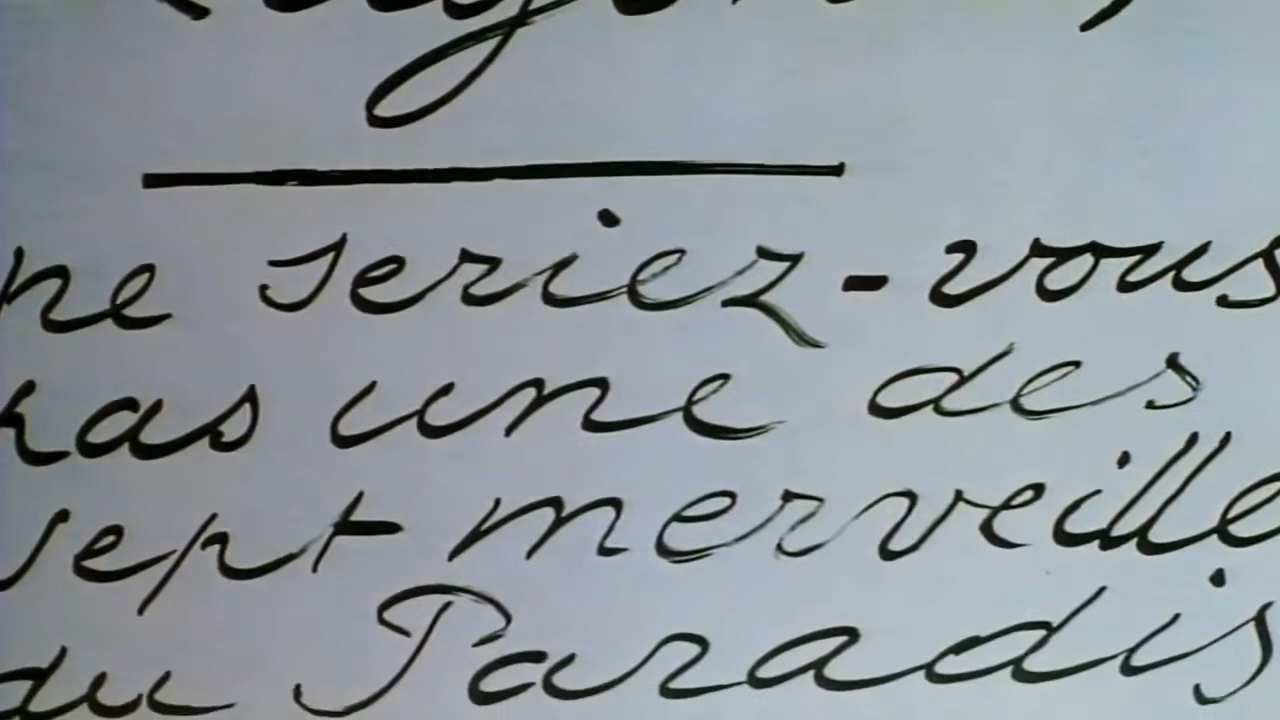 ne seriez-vous
pas une des
sept merveille
du Paradis